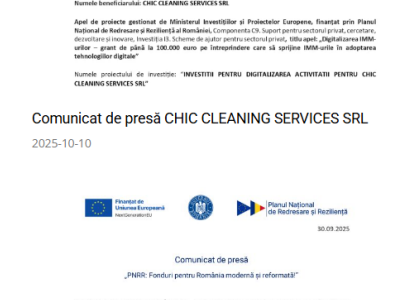 Numele beneficiarului: CHIC CLEANING SERVICES SRL
Apel de proiecte gestionat de Ministerul Investițiilor și Proiectelor Europene, finanțat prin Planul
Național de Redresare și Reziliență al României, Componenta C9. Suport pentru sectorul privat, cercetare,
dezvoltare și inovare, Investiția I3. Scheme de ajutor pentru sectorul privat, titlu apel: „Digitalizarea IMM-
urilor – grant de până la 100.000 euro pe întreprindere care să sprijine IMM-urile în adoptarea
tehnologiilor digitale”
Numele proiectului de investiție: "INVESTITII PENTRU DIGITALIZAREA ACTIVITATII PENTRU CHIC
CLEANING SERVICES SRL”
Comunicat de presă CHIC CLEANING SERVICES SRL
2025-10-10
Finanțat de
Uniunea Europeană
NextGenerationEU
Planul Național
de Redresare și Reziliență
30.09.2025
Comunicat de presă
„PNRR: Fonduri pentru România modernă și reformată!”